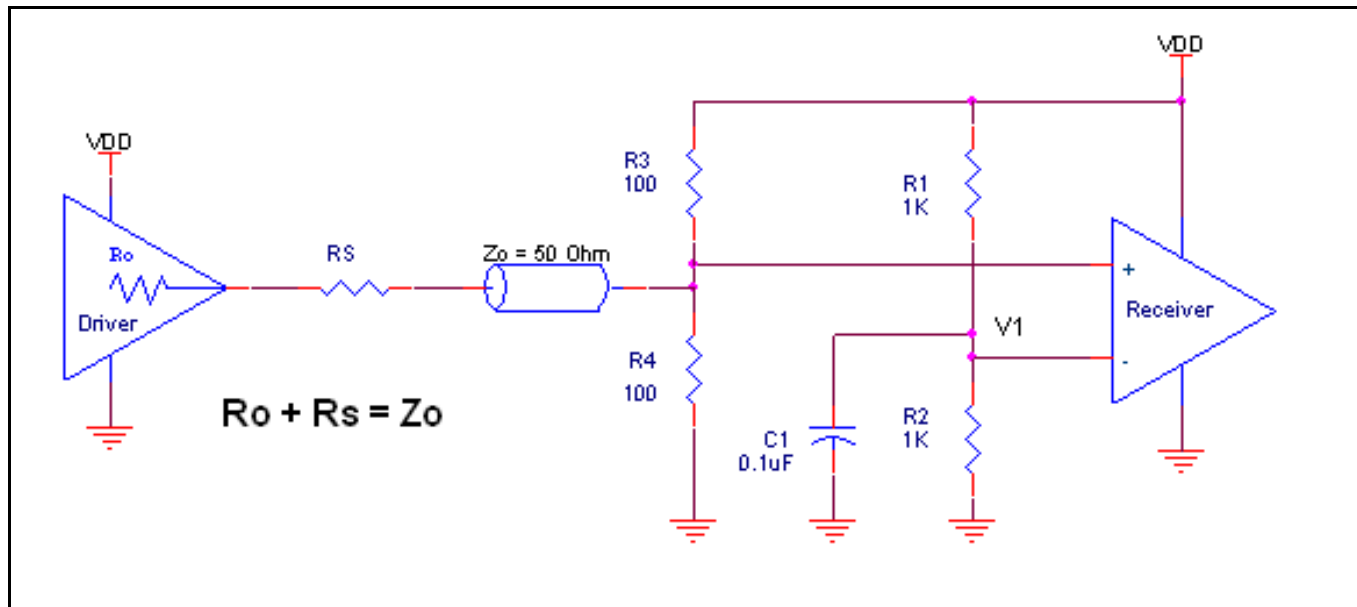 VDD
VDD
R3
100
R1
1K
Ro
RS
Zo = 50 Ohm
+
Driver
Receiver
V1
-
R4
100
Ro + Rs = Zo
R2
1K
C1
0.1uF